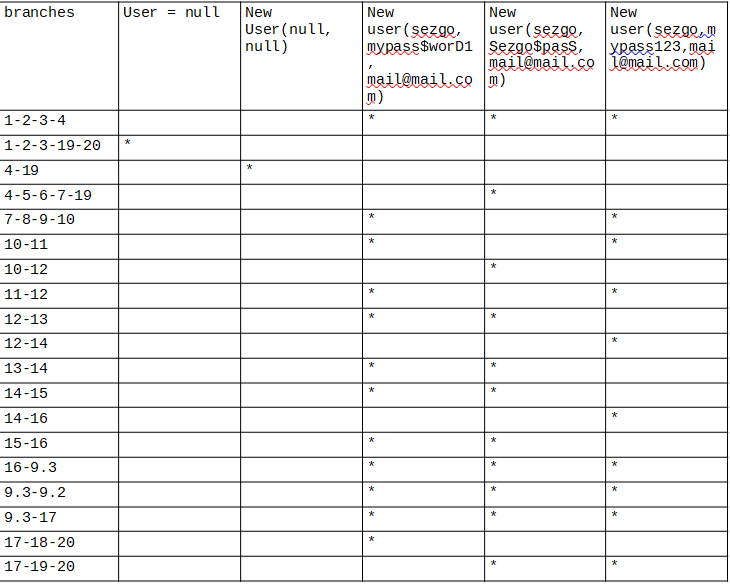 branches User = null New New New New
User(null, user(sezgo, user(sezgo, user(sezgo,m
null) mypass$worD1 Sezgo$pasS, ypass123,mai
, mail@mail.co l@mail.com)
mail@mail.co m)
m)
1-2-3-4 * * *
1-2-3-19-20 *
4-19 *
4-5-6-7-19 *
7-8-9-10 * *
10-11 * *
10-12 *
11-12 * *
12-13 * *
12-14 *
13-14 * *
14-15 * *
14-16 *
15-16 * *
16-9.3 * * *
9.3-9.2 * * *
9.3-17 * * *
17-18-20 *
17-19-20 * *